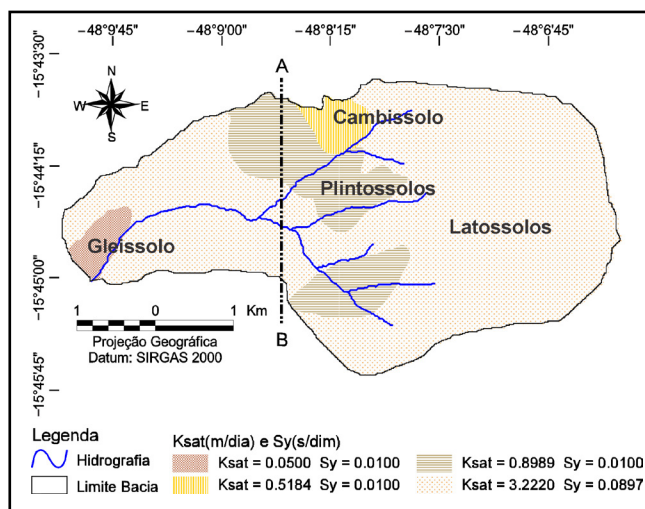 -48°9'45" -48°9'00" -48°8'15" -48°7'30" -48°6'45"
-15°43'30"
-15°44'15"
-15°45'00"
-15°45'45"
N
W E
S
A
Cambissolo
Plintossolos
Latossolos
Gleissolo
1 0 1 Km
Projeção Geográfica
Datum: SIRGAS 2000
B
Legenda
Hidrografia
Limite Bacia
Ksat(m/dia) e Sy(s/dim)
Ksat = 0.0500 Sy = 0.0100
Ksat = 0.8989 Sy = 0.0100
Ksat = 0.5184 Sy = 0.0100
Ksat = 3.2220 Sy = 0.0897